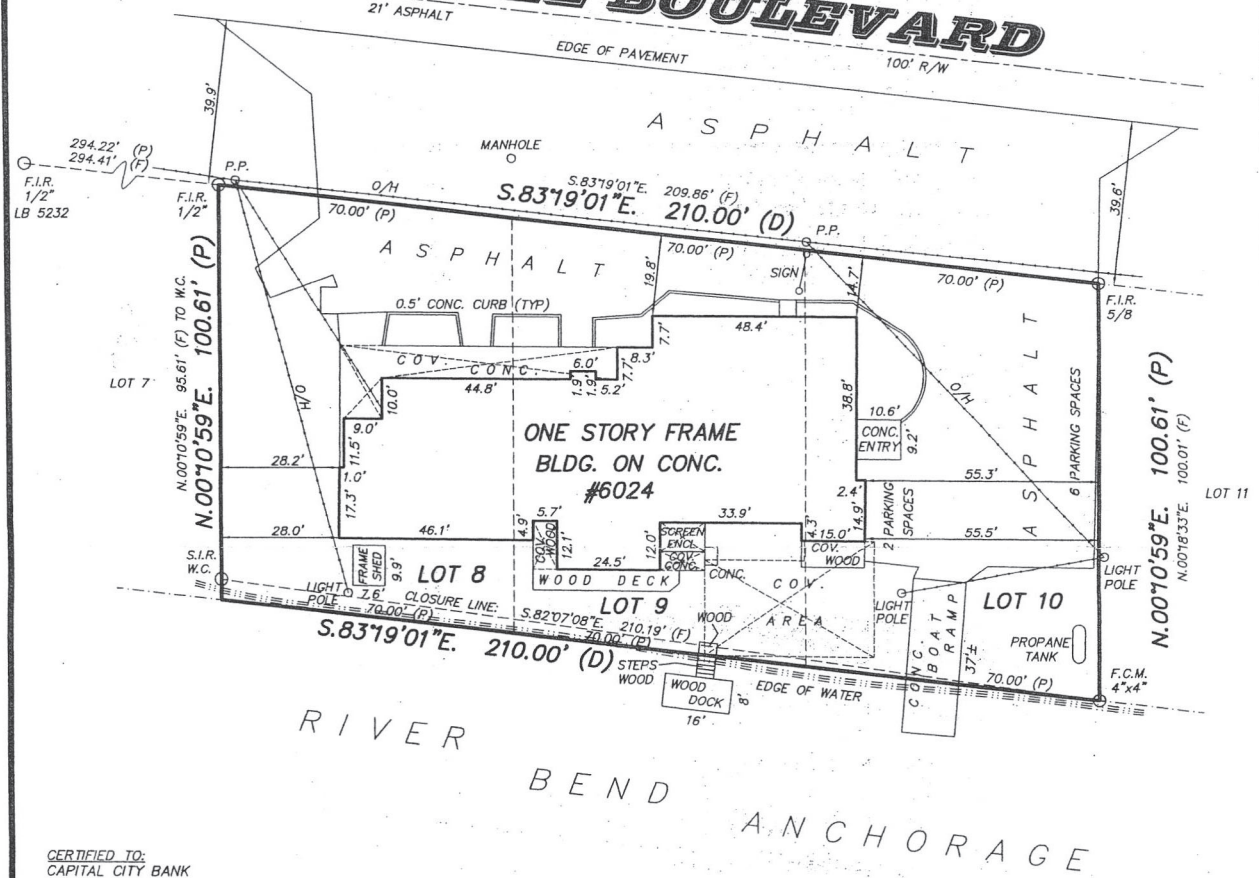 BOULEVARD
21' ASPHALT
EDGE OF PAVEMENT
100' R/W
39.9'
ASPHALT
294.22' (P)
294.41' (F)
MANHOLE
F.I.R.
1/2"
LB 5232
P.P.
F.I.R.
1/2"
O/H
S.83°19'01"E. 209.86' (F)
S.83°19'01"E. 210.00' (D)
70.00' (P)
70.00' (P)
70.00' (P)
P.P.
39.6'
F.I.R.
5/8
ASPHALT
19.8'
SIGN
14.7'
0.5' CONC. CURB (TYP)
48.4'
7.7'
8.3'
COV.
CONC.
6.0'
1.9'
1.9'
5.2'
7.7'
44.8'
10.0'
9.0'
LOT 7
N.00°10'59"E. 95.61' (F) TO W.C.
N.00°10'59"E. 100.61' (P)
O/H
28.2'
11.5'
1.0'
17.3'
28.0'
46.1'
ONE STORY FRAME
BLDG. ON CONC.
#6024
38.8'
10.6'
CONC.
ENTRY
9.2'
O/H
ASPHALT
6 PARKING SPACES
55.3'
2.4'
14.9'
2 PARKING
SPACES
55.5'
N.00°10'59"E. 100.61' (P)
N.00°18'33"E. 100.01' (F)
LOT 11
4.9'
5.7'
COV.
WOOD
12.1'
24.5'
12.0'
33.9'
SCREEN
ENCL.
COV.
CONC.
4.3'
15.0'
COV.
WOOD
WOOD DECK
CONC.
COV.
AREA
S.I.R.
W.C.
FRAME
SHED
9.9'
7.6'
LIGHT
POLE
LOT 8
LOT 9
LOT 10
LIGHT
POLE
LIGHT
POLE
CLOSURE LINE:
S.82°07'08"E. 210.19' (F)
70.00' (P)
70.00' (P)
70.00' (P)
S.83°19'01"E. 210.00' (D)
WOOD
STEPS
WOOD
WOOD
DOCK
8'
16'
EDGE OF WATER
CONC.
BOAT
RAMP
37'±
PROPANE
TANK
F.C.M.
4"x4"
RIVER
BEND
ANCHORAGE
CERTIFIED TO:
CAPITAL CITY BANK